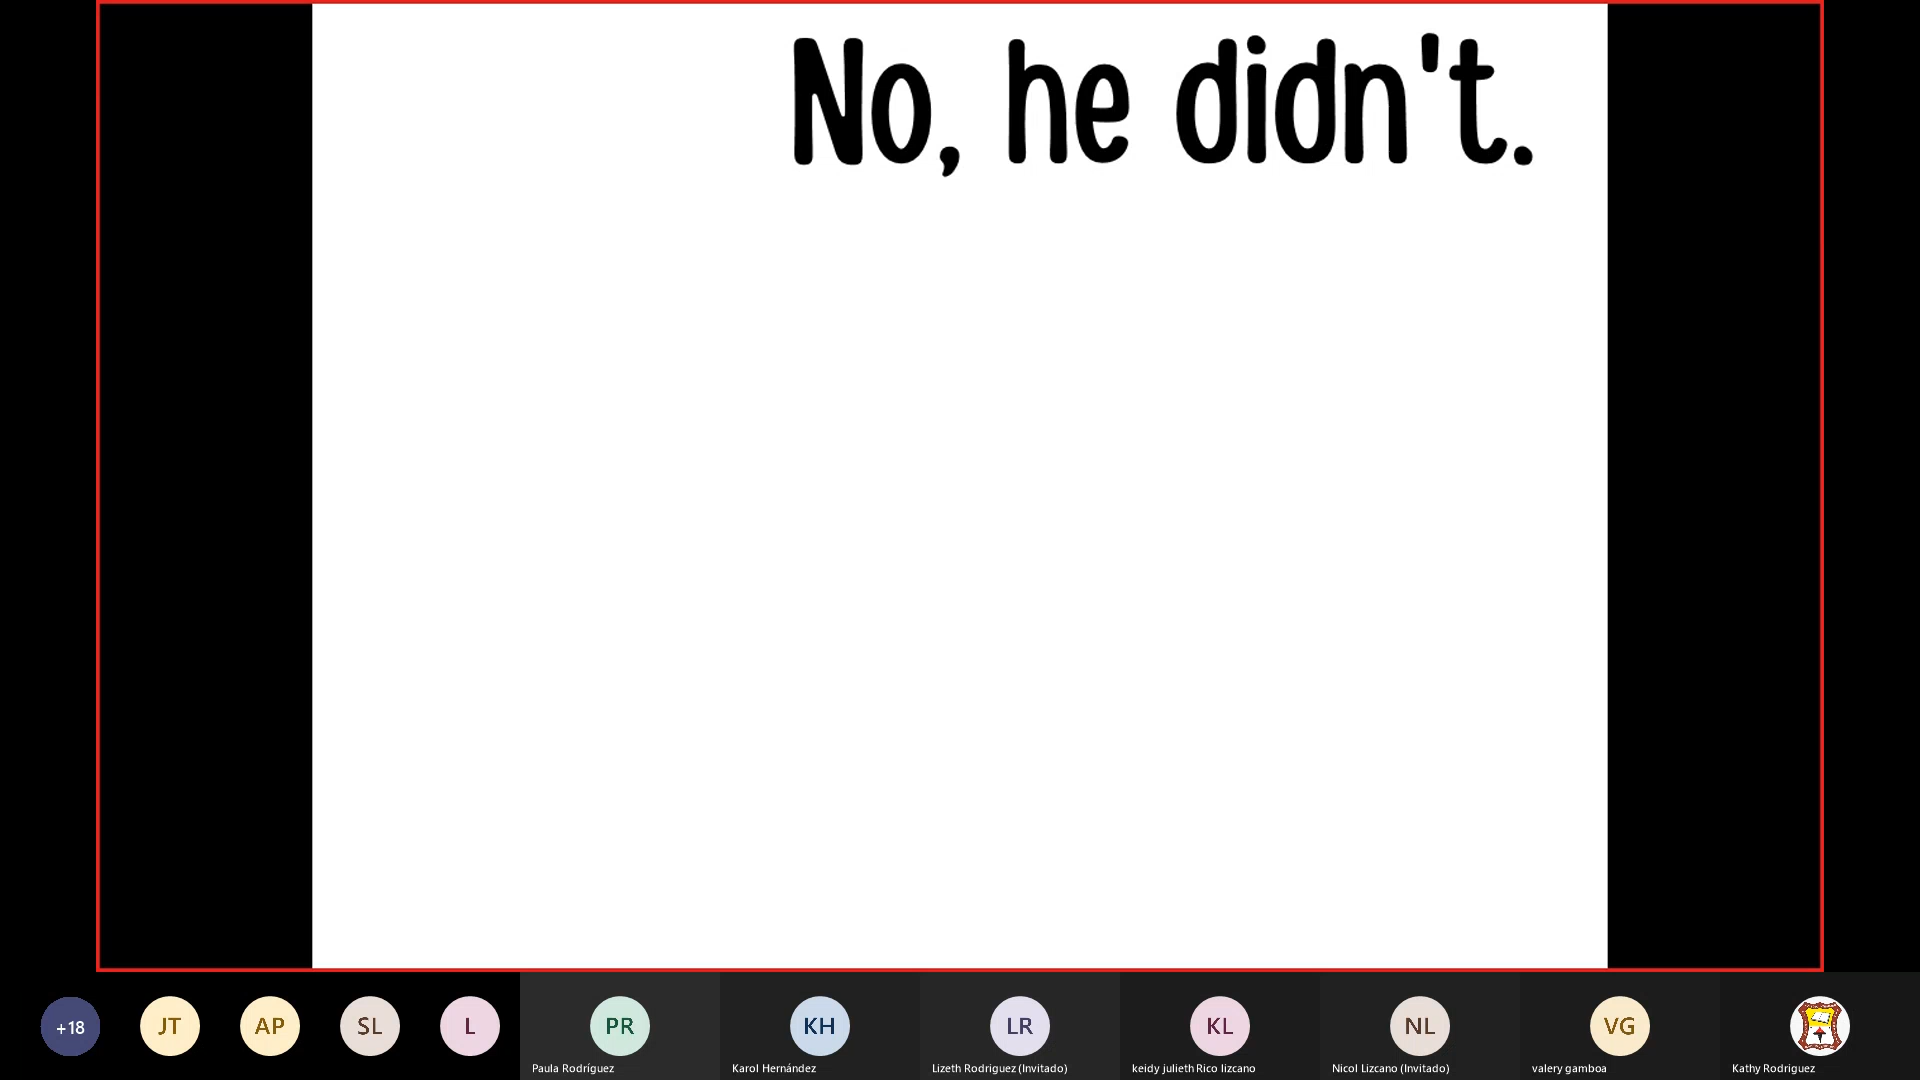 No, he didn't.
+18
JT
AP
SL
L
PR
KH
LR
KL
NL
VG
Paula Rodríguez
Karol Hernández
Lizeth Rodriguez (Invitado)
keidy julieth Rico lizcano
Nicol Lizcano (Invitado)
valery gamboa
Kathy Rodriguez